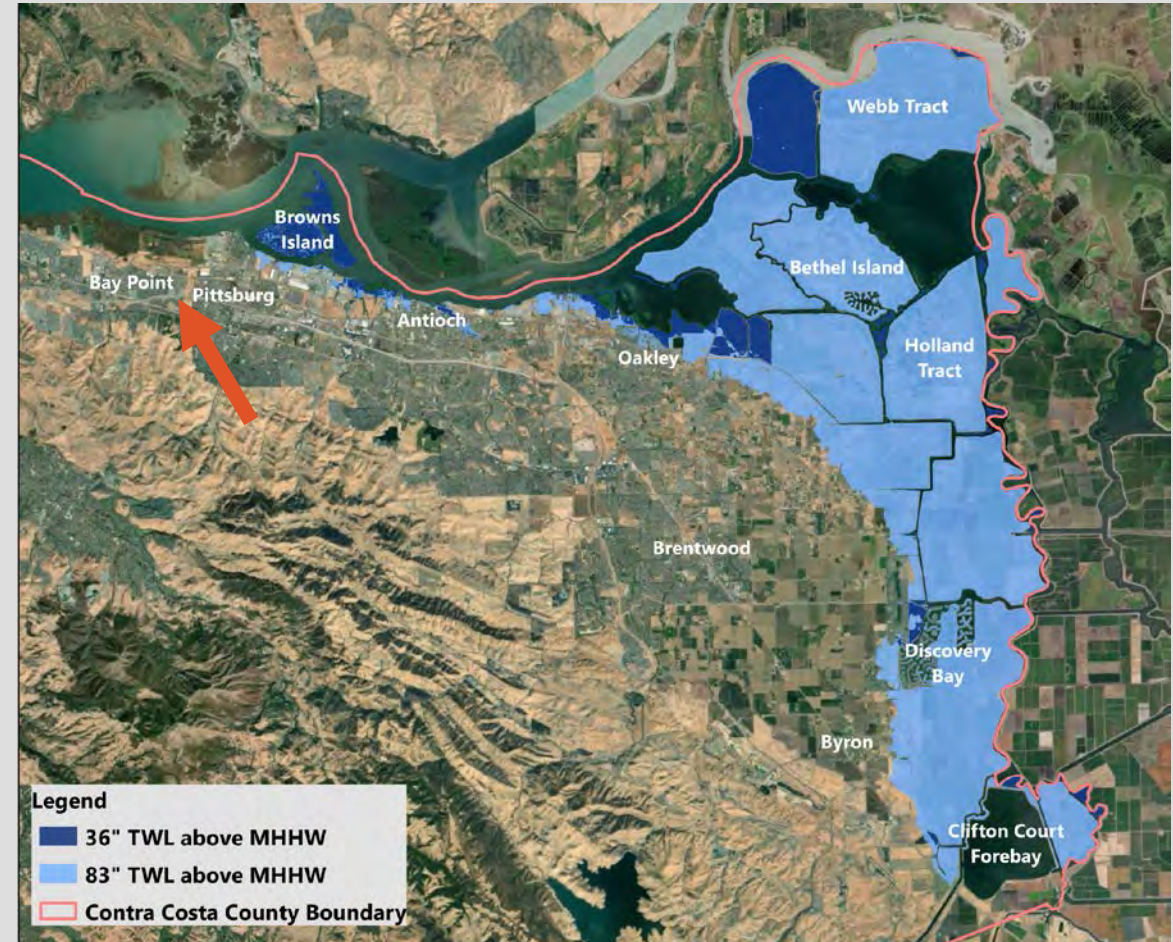 Webb Tract
Browns
Island
Bethel Island
Bay Point
Pittsburg
Antioch
Holland
Tract
Oakley
Brentwood
Discovery
Bay
Byron
Clifton Court
Forebay
Legend
36" TWL above MHHW
83" TWL above MHHW
Contra Costa County Boundary